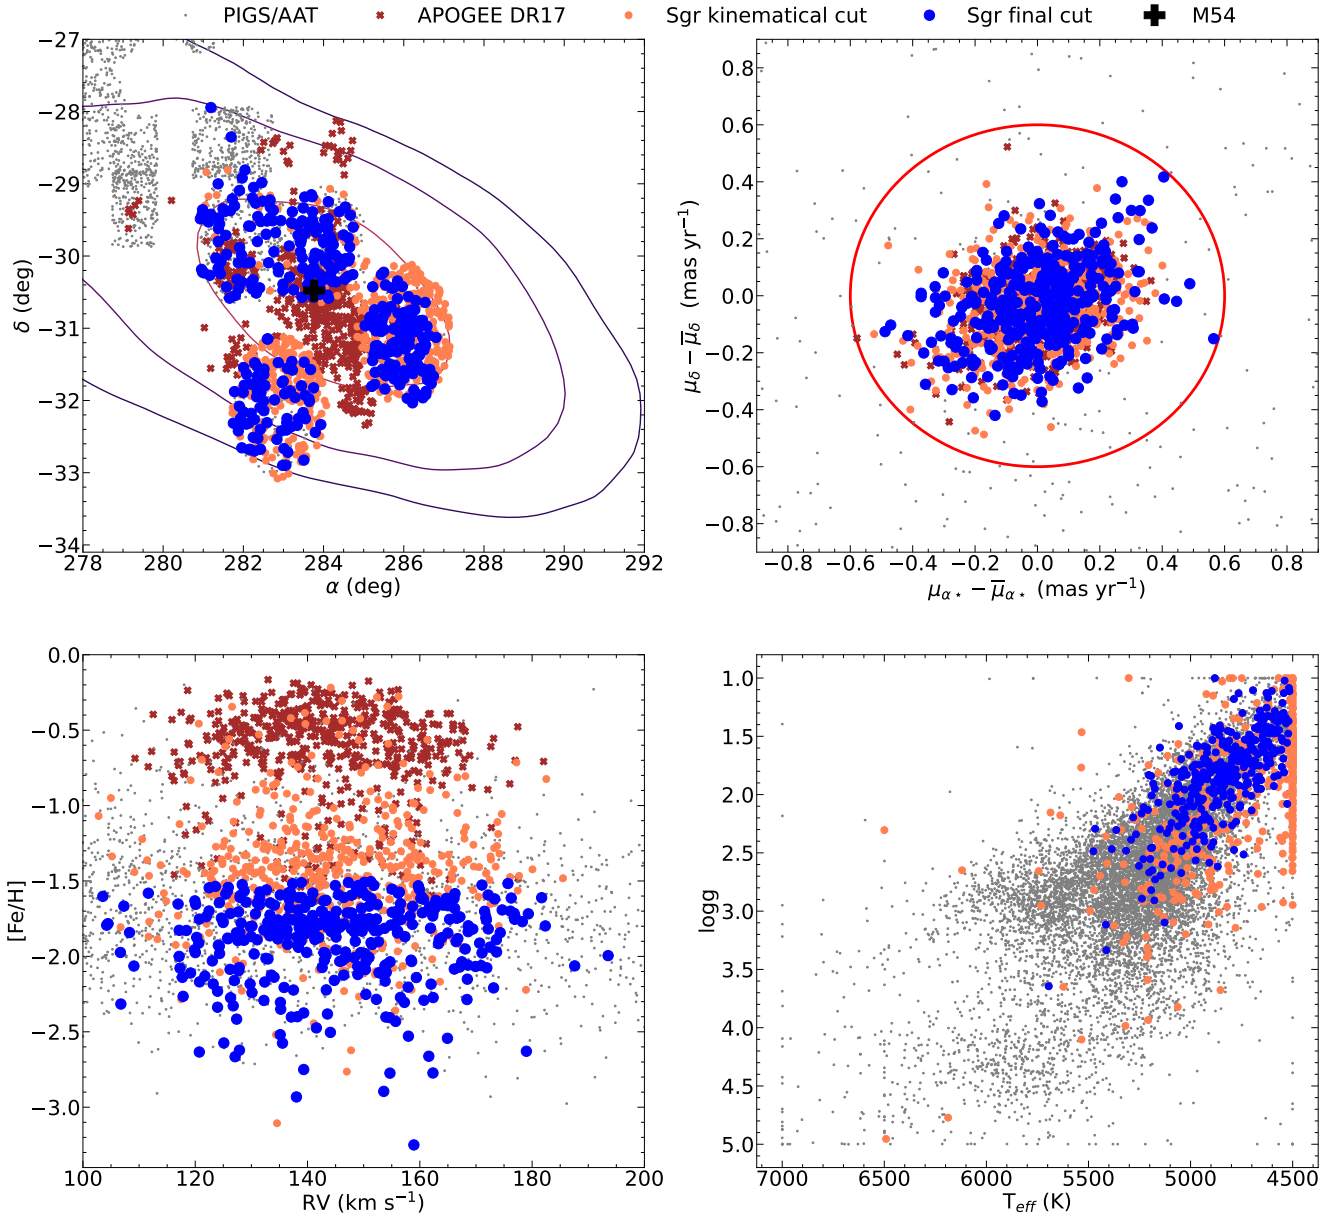 PIGS/AAT APOGEE DR17 Sgr kinematical cut Sgr final cut M54
−27
−28
−29
−30
−31
−32
−33
−34
δ (deg)
278 280 282 284 286 288 290 292
α (deg)
0.8
0.6
0.4
0.2
0.0
−0.2
−0.4
−0.6
−0.8
μ_δ − μ̅_δ (mas yr⁻¹)
−0.8 −0.6 −0.4 −0.2 0.0 0.2 0.4 0.6 0.8
μ_α⋆ − μ̅_α⋆ (mas yr⁻¹)
0.0
−0.5
−1.0
−1.5
−2.0
−2.5
−3.0
[Fe/H]
100 120 140 160 180 200
RV (km s⁻¹)
1.0
1.5
2.0
2.5
3.0
3.5
4.0
4.5
5.0
logg
7000 6500 6000 5500 5000 4500
T_eff (K)